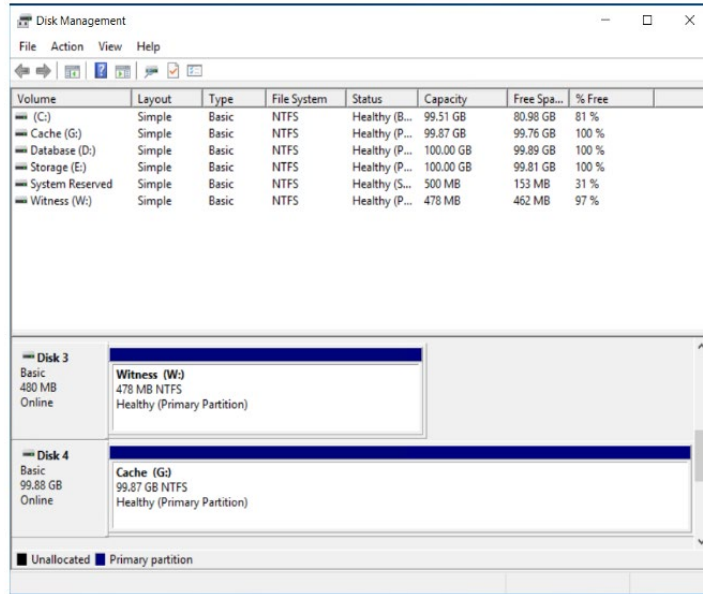 Disk Management
File Action View Help
Volume Layout Type File System Status Capacity Free Spa... % Free
(C:) Simple Basic NTFS Healthy (B... 99.51 GB 80.98 GB 81 %
Cache (G:) Simple Basic NTFS Healthy (P... 99.87 GB 99.76 GB 100 %
Database (D:) Simple Basic NTFS Healthy (P... 100.00 GB 99.89 GB 100 %
Storage (E:) Simple Basic NTFS Healthy (P... 100.00 GB 99.81 GB 100 %
System Reserved Simple Basic NTFS Healthy (S... 500 MB 153 MB 31 %
Witness (W:) Simple Basic NTFS Healthy (P... 478 MB 462 MB 97 %
Disk 3
Basic
480 MB
Online
Witness (W:)
478 MB NTFS
Healthy (Primary Partition)
Disk 4
Basic
99.88 GB
Online
Cache (G:)
99.87 GB NTFS
Healthy (Primary Partition)
Unallocated Primary partition